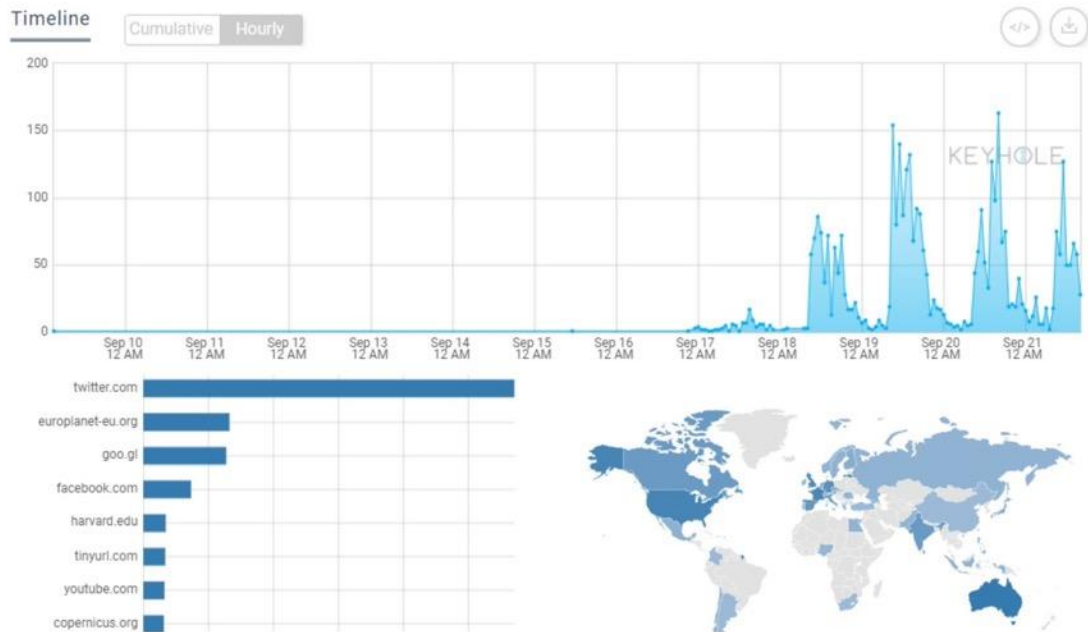 Timeline
Cumulative Hourly
</>
200
150
KEYHOLE
100
50
0
Sep 10 Sep 11 Sep 12 Sep 13 Sep 14 Sep 15 Sep 16 Sep 17 Sep 18 Sep 19 Sep 20 Sep 21
12 AM 12 AM 12 AM 12 AM 12 AM 12 AM 12 AM 12 AM 12 AM 12 AM 12 AM 12 AM
twitter.com
europlanet-eu.org
goo.gl
facebook.com
harvard.edu
tinyurl.com
youtube.com
copernicus.org